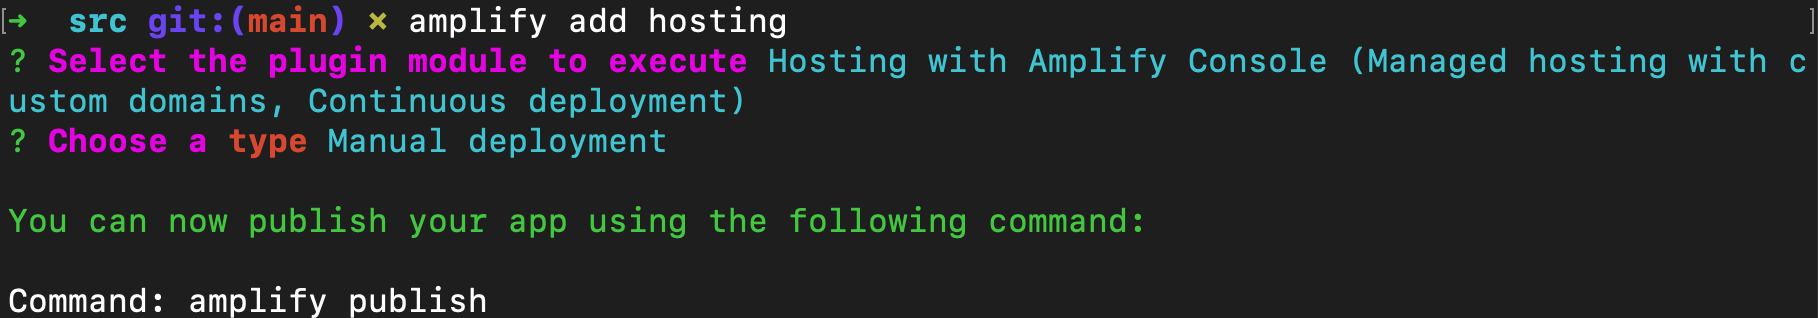 → src git:(main) × amplify add hosting
? Select the plugin module to execute Hosting with Amplify Console (Managed hosting with c
ustom domains, Continuous deployment)
? Choose a type Manual deployment
You can now publish your app using the following command:
Command: amplify publish